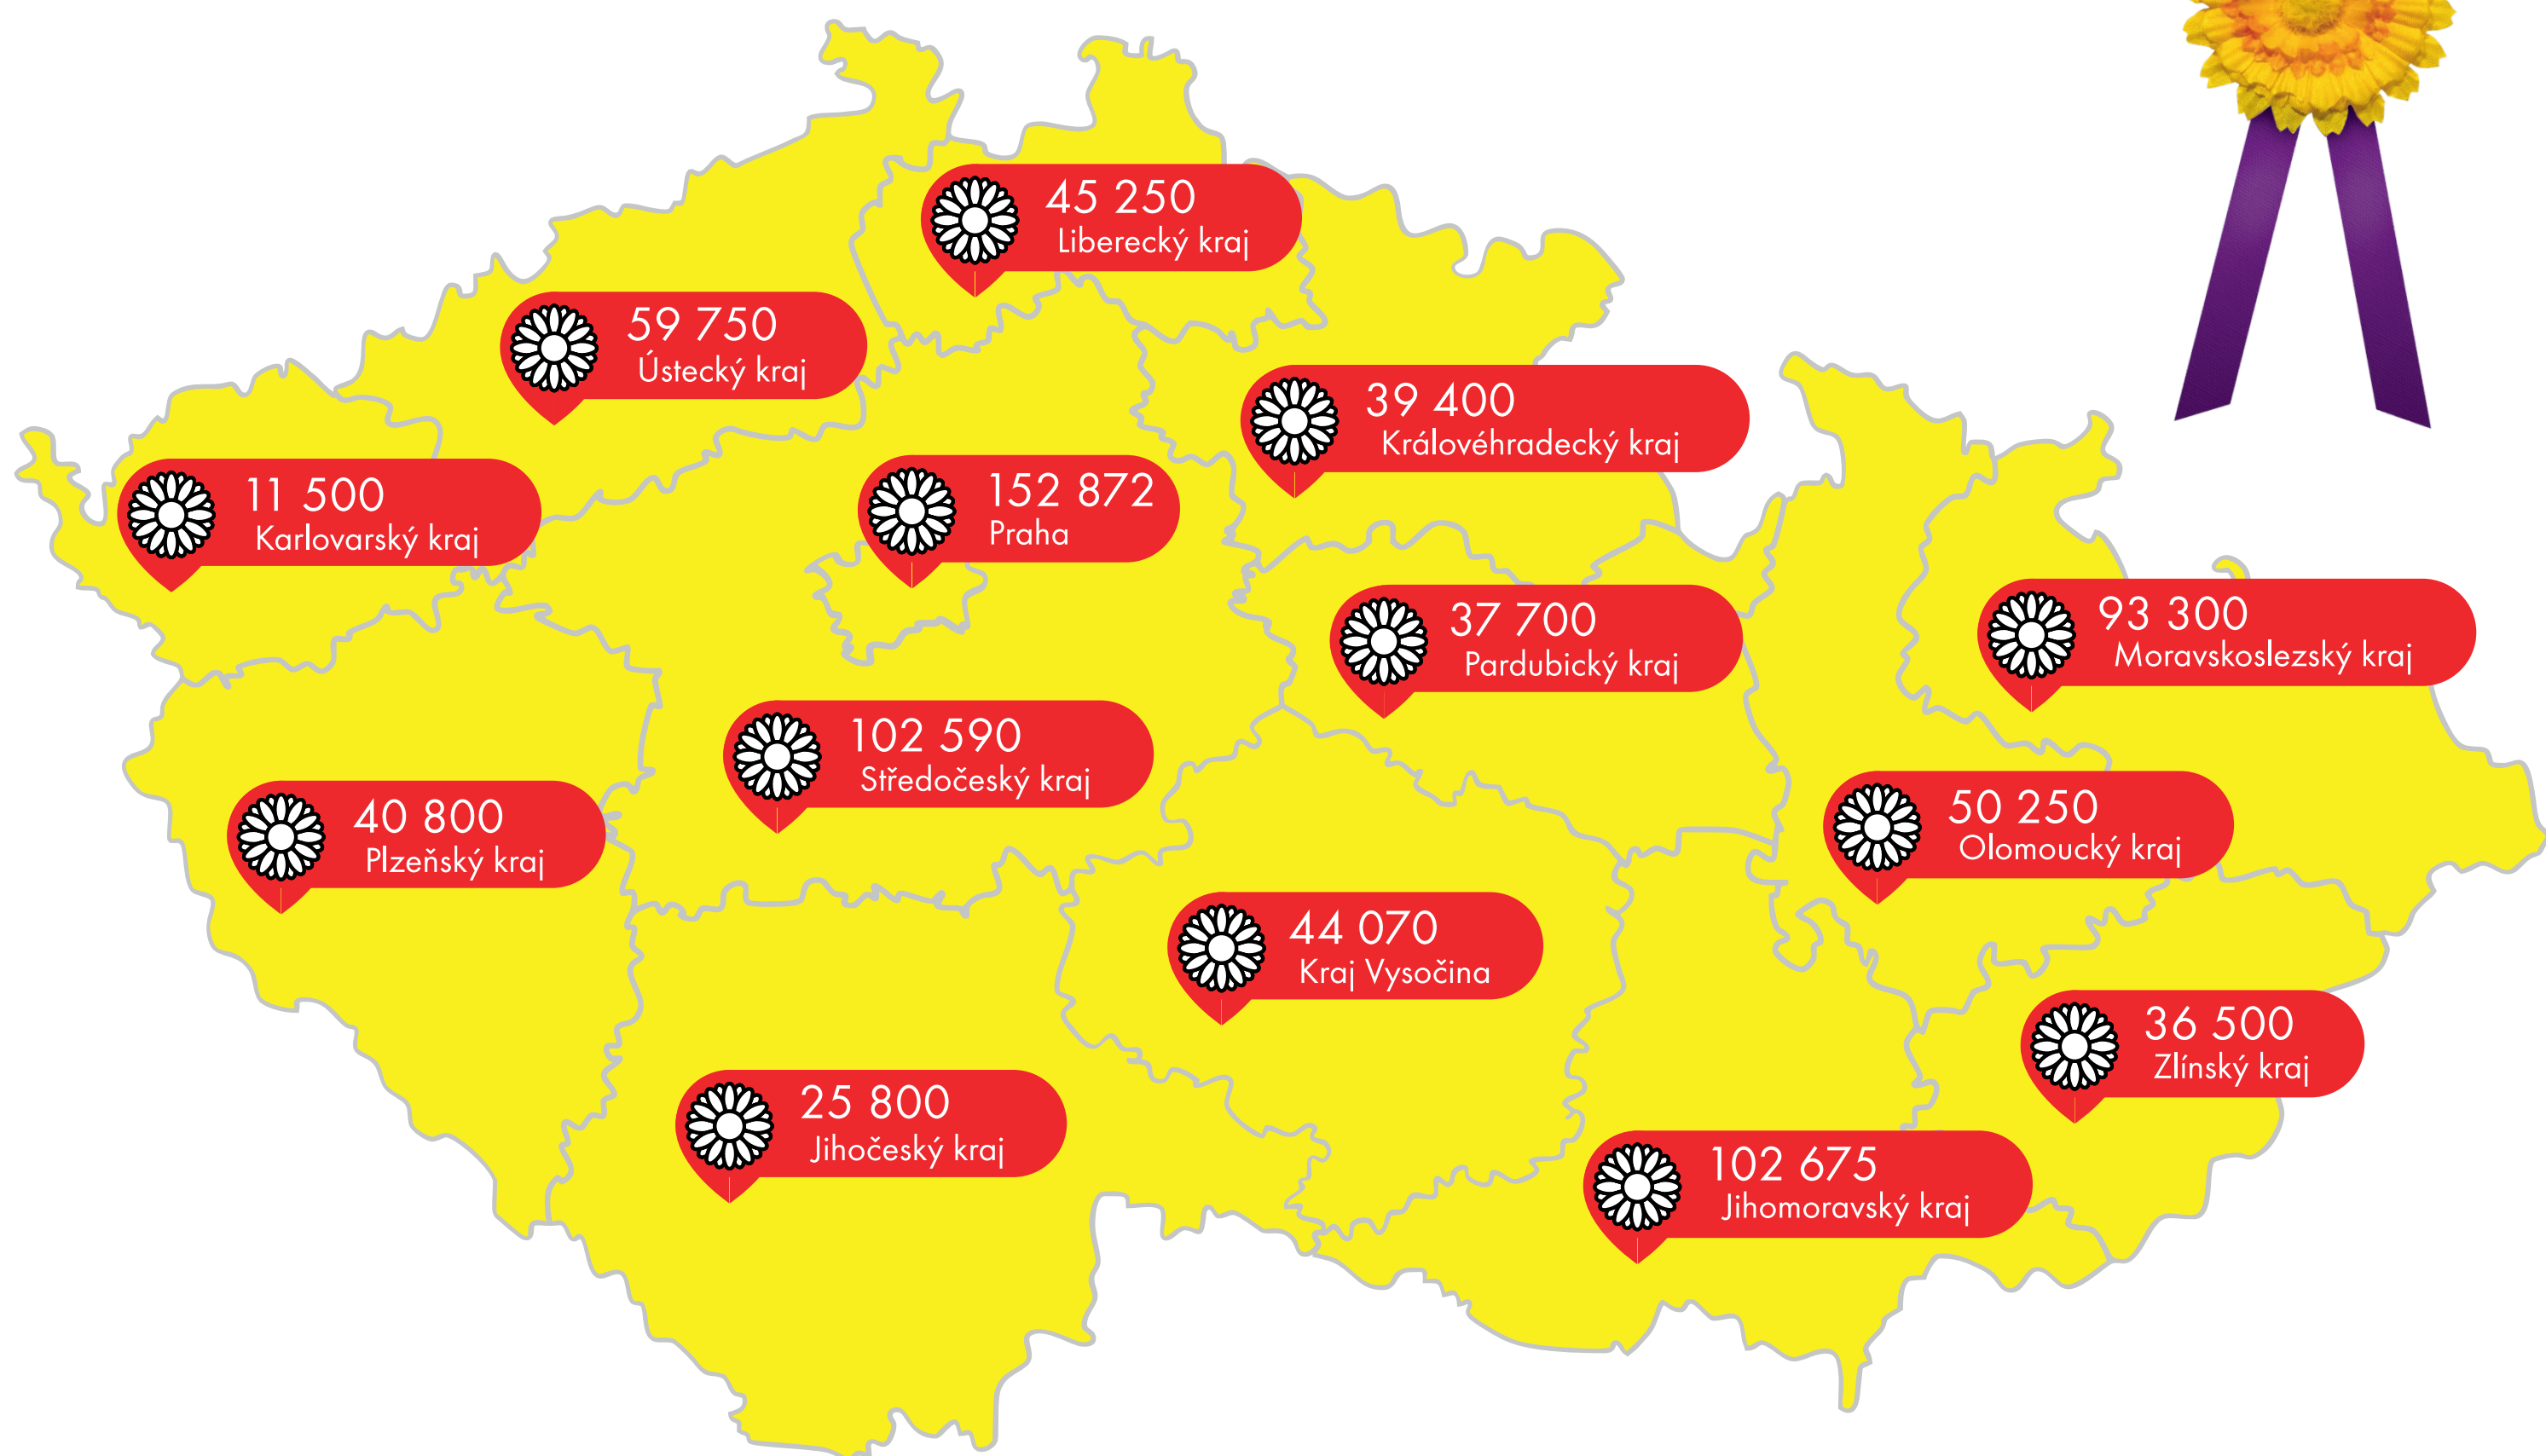 45 250
Liberecký kraj
59 750
Ústecký kraj
39 400
Královéhradecký kraj
11 500
Karlovarský kraj
152 872
Praha
93 300
Moravskoslezský kraj
37 700
Pardubický kraj
102 590
Středočeský kraj
50 250
Olomoucký kraj
40 800
Plzeňský kraj
44 070
Kraj Vysočina
36 500
Zlínský kraj
25 800
Jihočeský kraj
102 675
Jihomoravský kraj